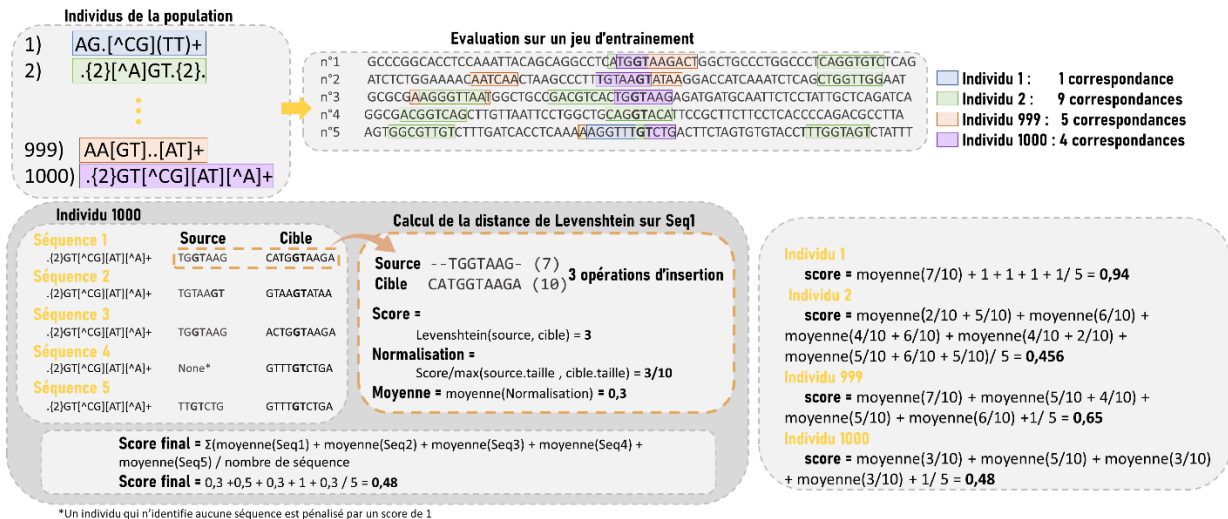 Individus de la population
1) AG.[^CG](TT)+
2) .{2}[^A]GT.{2}.
999) AA[GT]..[AT]+
1000) .{2}GT[^CG][AT][^A]+
Evaluation sur un jeu d’entrainement
n°1 GCCCGGCACCTCCAAATTACAGCAGGCCTCATGGTAAGACTGGCTGCCCTGGCCCTCAGGTGTCTCAG
n°2 ATCTCTGGAAAACAATCAACTAAGCCCTTTGTAAGTATAAGGACCATCAAATCTCAGCTGGTTGGAAT
n°3 GCGCGAAGGGTTAATGGCTGCCGACGTCACTGGTAAGAGATGATGCAATTCTCCTATTGCTCAGATCA
n°4 GGCGACGGTCAGCTTGTTAATTCCTGGCTGCAGGTACATTCCGCTTCTTCCTCACCCCAGACGCCTTA
n°5 AGTGGCGTTGTCTTTGATCACCTCAAAAAGGTTTGTCTGACTTCTAGTGTGTACCTTTGGTAGTCTATTT
Individu 1 : 1 correspondance
Individu 2 : 9 correspondances
Individu 999 : 5 correspondances
Individu 1000 : 4 correspondances
Individu 1000
Séquence 1 Source Cible
.{2}GT[^CG][AT][^A]+ TGGTAAG CATGGTAAGA
Séquence 2
.{2}GT[^CG][AT][^A]+ TGTAAGT GTAAGTATAA
Séquence 3
.{2}GT[^CG][AT][^A]+ TGGTAAG ACTGGTAAGA
Séquence 4
.{2}GT[^CG][AT][^A]+ None* GTTTGTCTGA
Séquence 5
.{2}GT[^CG][AT][^A]+ TTGTCTG GTTTGTCTGA
Calcul de la distance de Levenshtein sur Seq1
Source --TGGTAAG- (7)
Cible CATGGTAAGA (10)
3 opérations d’insertion
Score =
Levenshtein(source, cible) = 3
Normalisation =
Score/max(source.taille , cible.taille) = 3/10
Moyenne = moyenne(Normalisation) = 0,3
Score final = Σ(moyenne(Seq1) + moyenne(Seq2) + moyenne(Seq3) + moyenne(Seq4) +
moyenne(Seq5) / nombre de séquence
Score final = 0,3 +0,5 + 0,3 + 1 + 0,3 / 5 = 0,48
*Un individu qui n’identifie aucune séquence est pénalisé par un score de 1
Individu 1
score = moyenne(7/10) + 1 + 1 + 1 + 1/ 5 = 0,94
Individu 2
score = moyenne(2/10 + 5/10) + moyenne(6/10) +
moyenne(4/10 + 6/10) + moyenne(4/10 + 2/10) +
moyenne(5/10 + 6/10 + 5/10)/ 5 = 0,456
Individu 999
score = moyenne(7/10) + moyenne(5/10 + 4/10) +
moyenne(5/10) + moyenne(6/10) +1/ 5 = 0,65
Individu 1000
score = moyenne(3/10) + moyenne(5/10) + moyenne(3/10)
+ moyenne(3/10) + 1/ 5 = 0,48